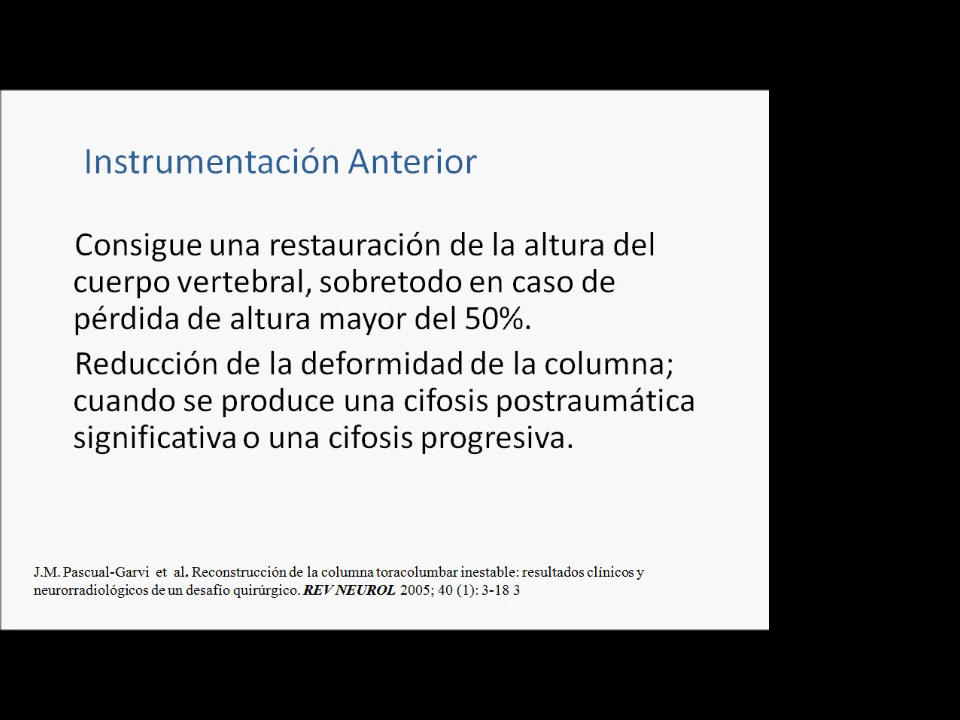 Instrumentación Anterior
Consigue una restauración de la altura del
cuerpo vertebral, sobretodo en caso de
pérdida de altura mayor del 50%.
Reducción de la deformidad de la columna;
cuando se produce una cifosis postraumática
significativa o una cifosis progresiva.
J.M. Pascual-Garvi et al. Reconstrucción de la columna toracolumbar inestable: resultados clínicos y
neurorradiológicos de un desafío quirúrgico. REV NEUROL 2005; 40 (1): 3-18 3